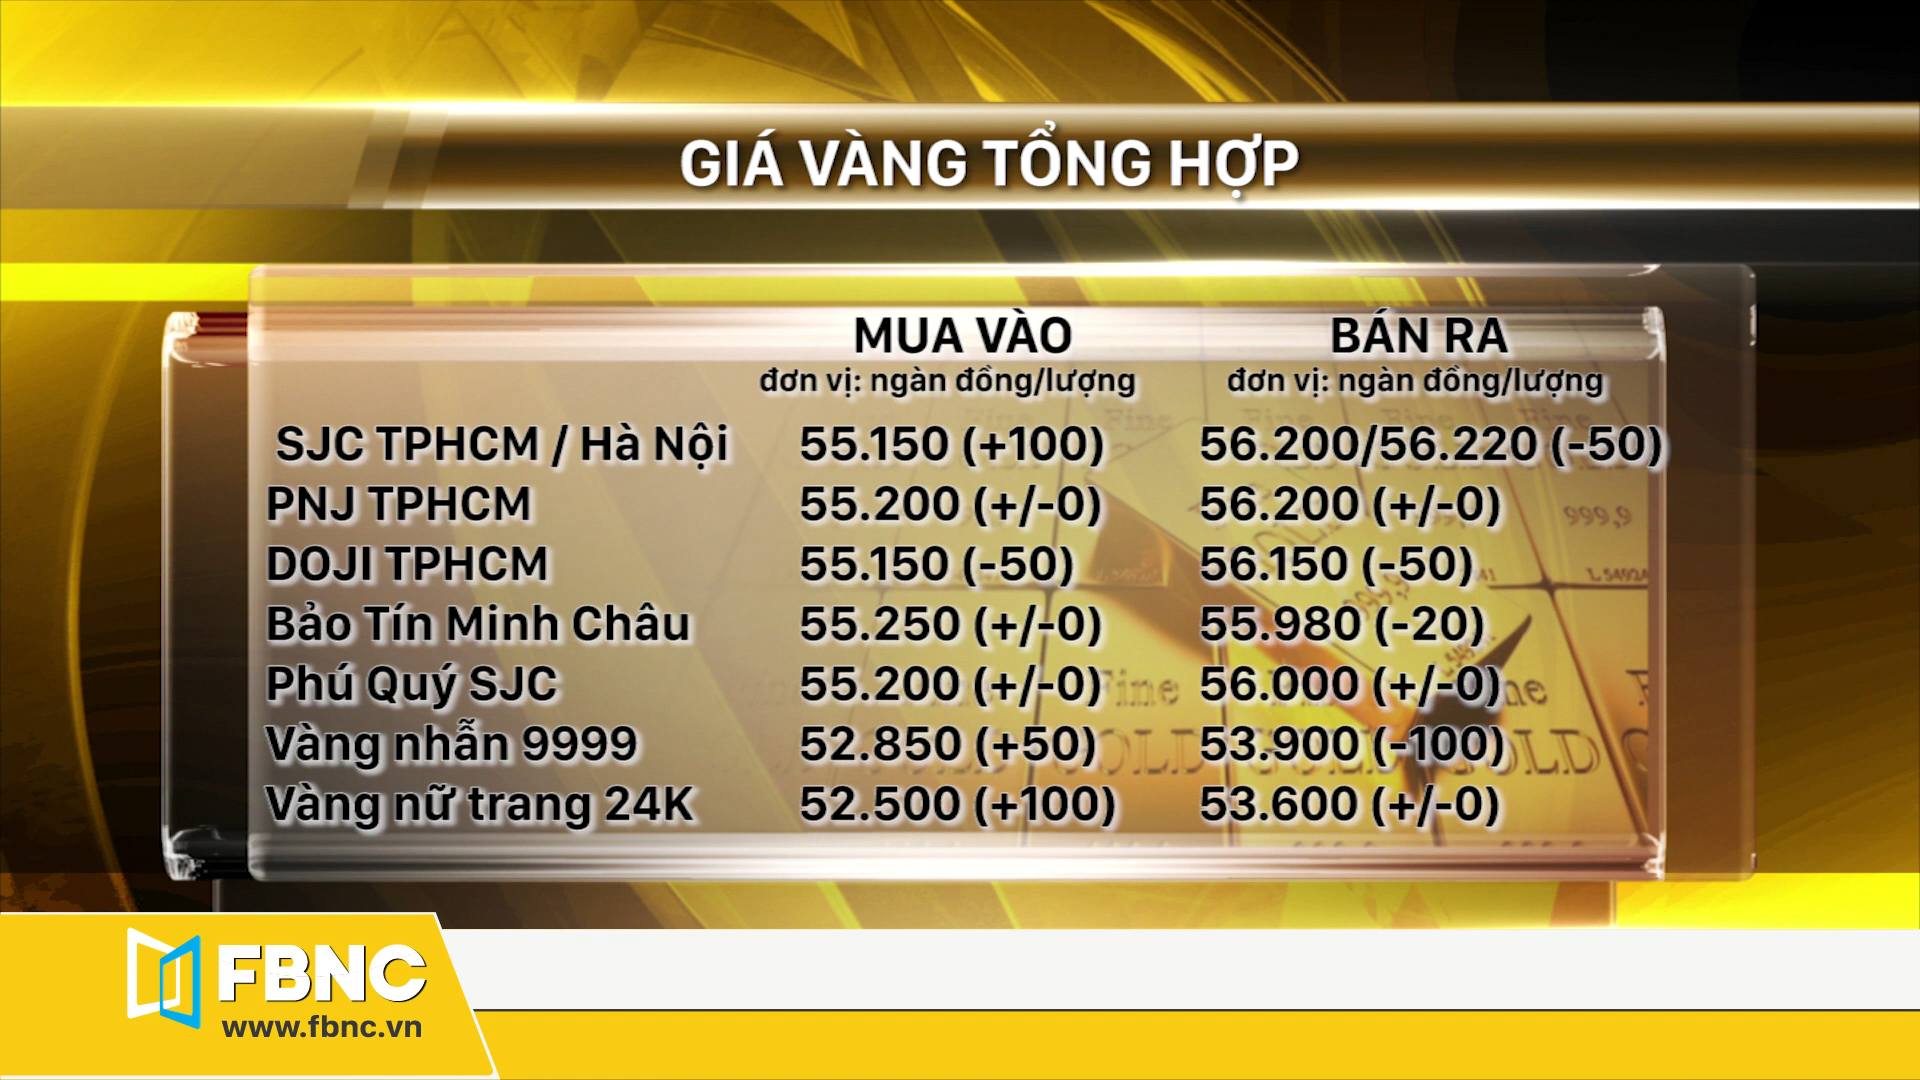 GIÁ VÀNG TỔNG HỢP
MUA VÀO BÁN RA
đơn vị: ngàn đồng/lượng đơn vị: ngàn đồng/lượng
SJC TPHCM / Hà Nội 55.150 (+100) 56.200/56.220 (-50)
PNJ TPHCM 55.200 (+/-0) 56.200 (+/-0)
DOJI TPHCM 55.150 (-50) 56.150 (-50)
Bảo Tín Minh Châu 55.250 (+/-0) 55.980 (-20)
Phú Quý SJC 55.200 (+/-0) 56.000 (+/-0)
Vàng nhẫn 9999 52.850 (+50) 53.900 (-100)
Vàng nữ trang 24K 52.500 (+100) 53.600 (+/-0)
FBNC
www.fbnc.vn